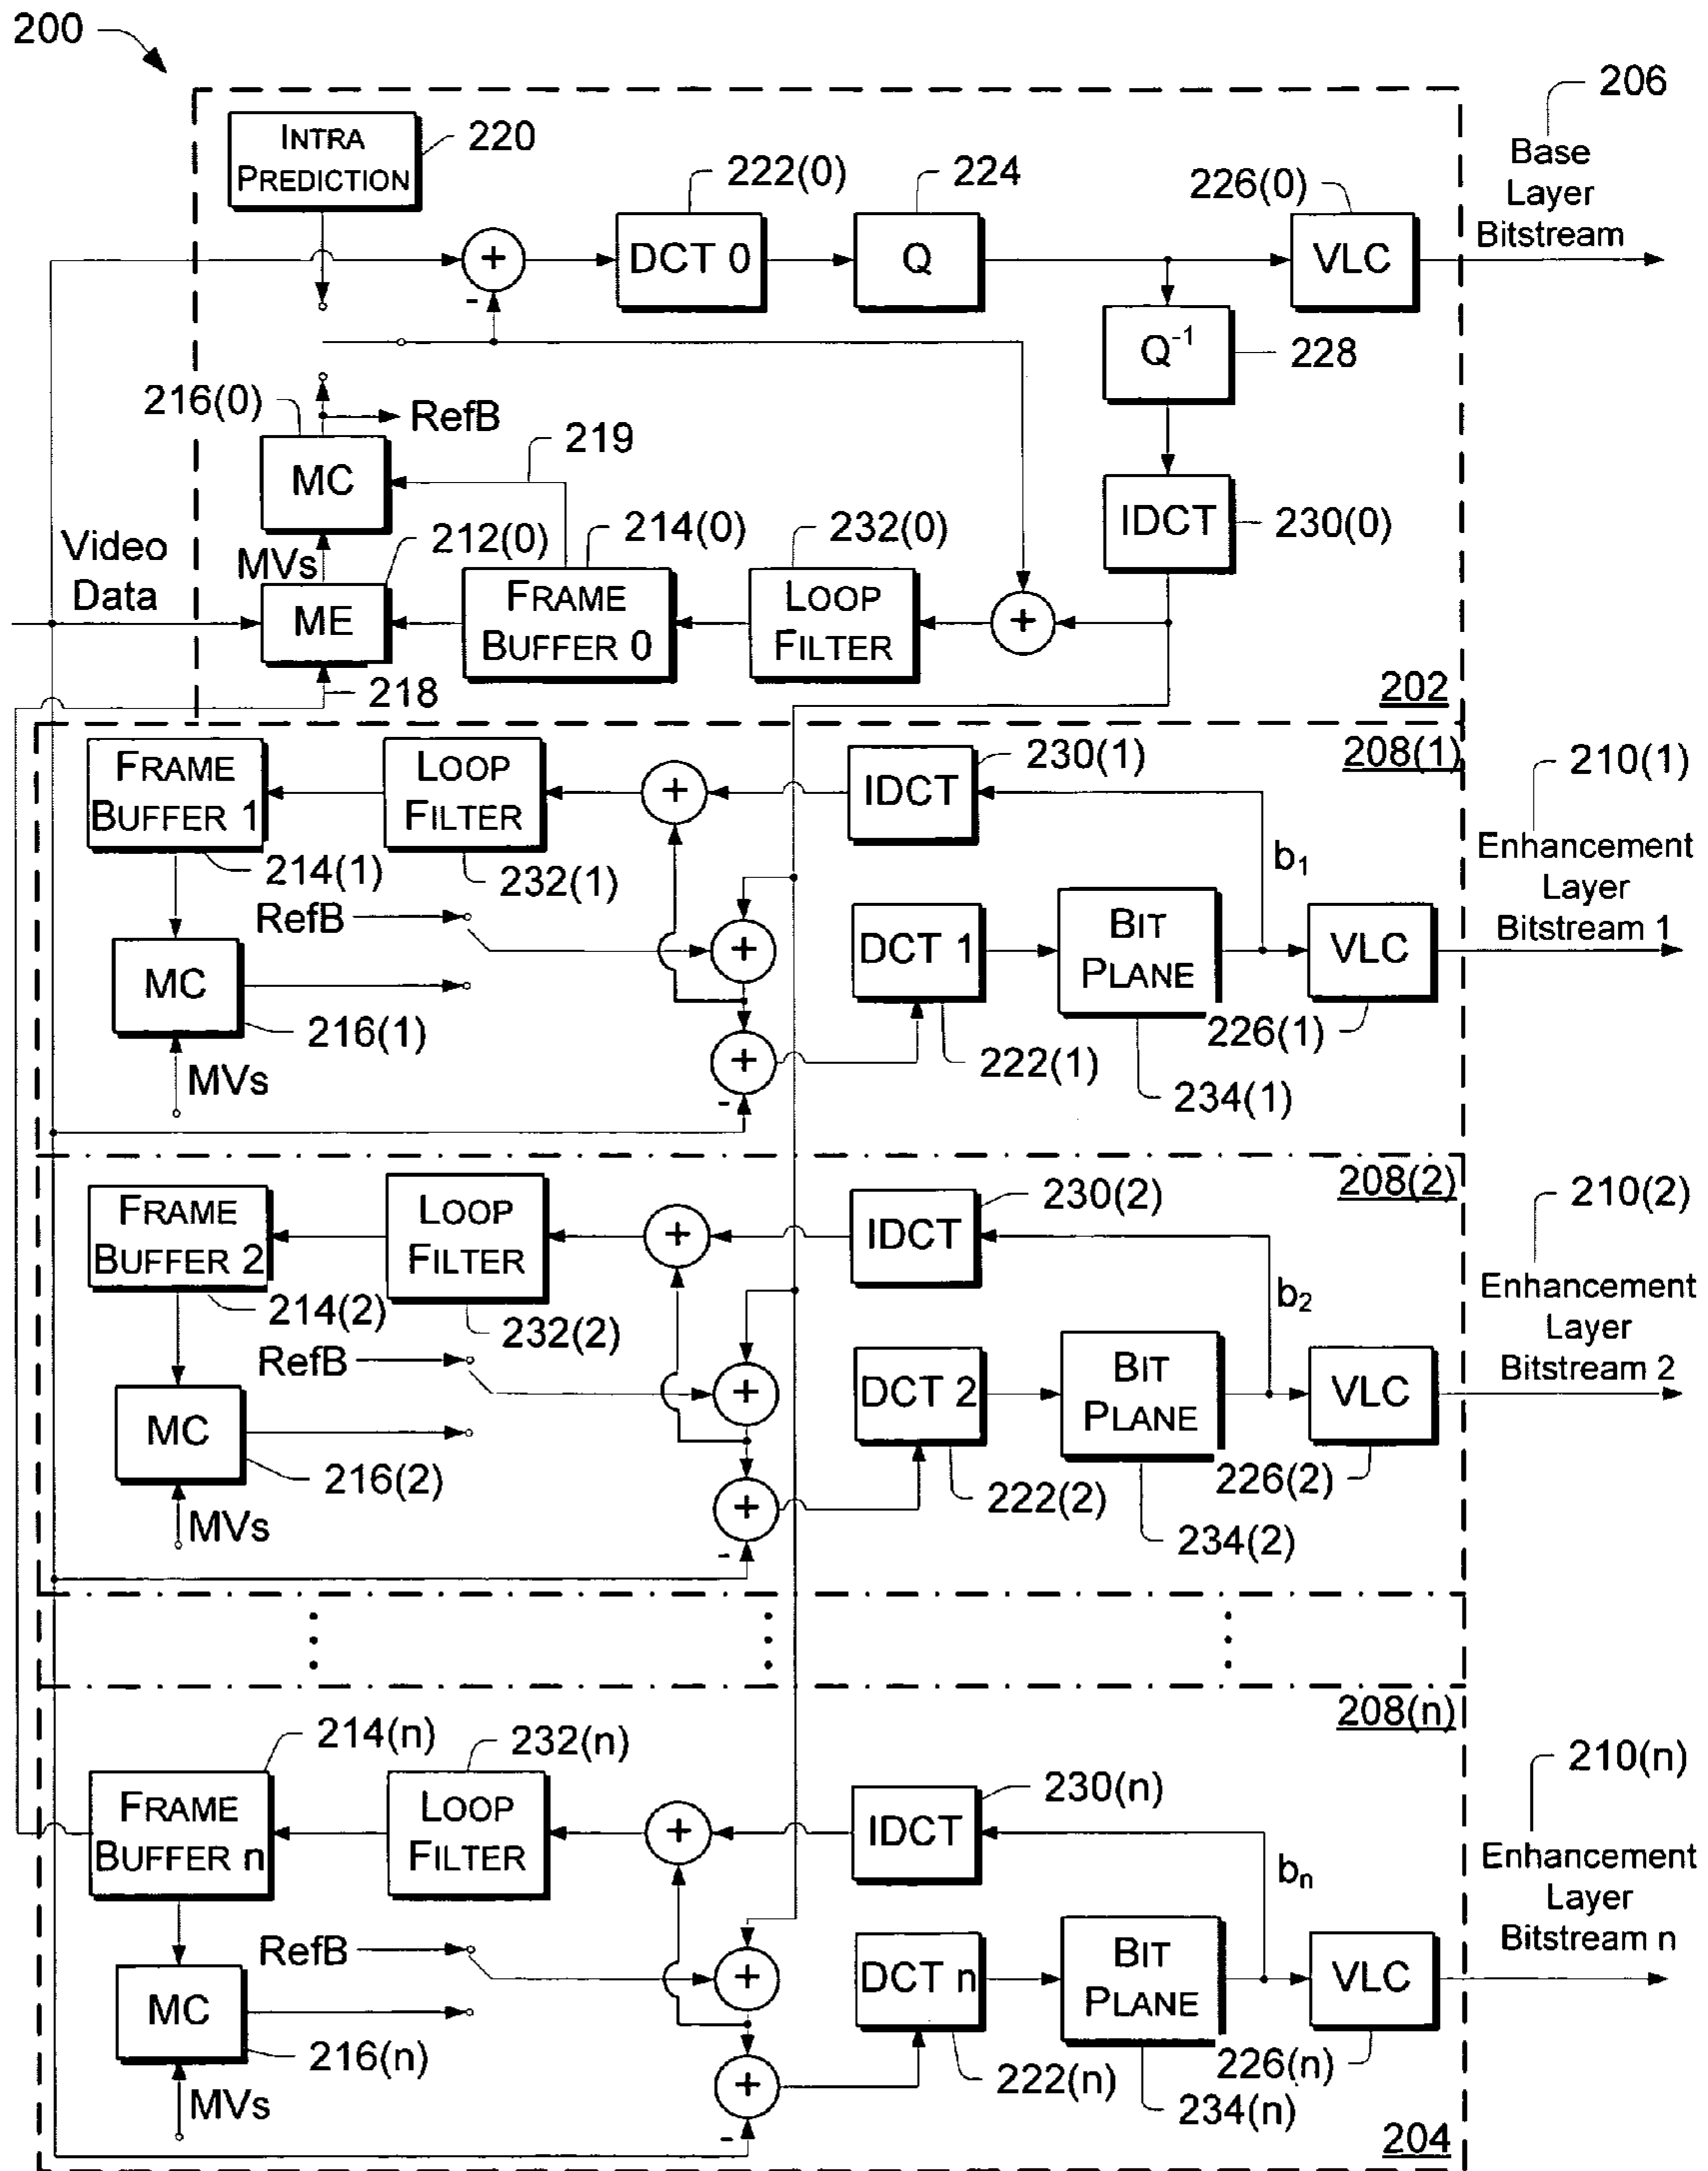 200
206
Base
Layer
Bitstream
INTRA
PREDICTION
220
222(0)
224
226(0)
+
DCT 0
Q
VLC
-
Q-1
228
216(0)
RefB
219
MC
IDCT
230(0)
Video
Data
MVs
212(0)
214(0)
232(0)
ME
FRAME
BUFFER 0
LOOP
FILTER
+
218
202
208(1)
FRAME
BUFFER 1
LOOP
FILTER
+
IDCT
230(1)
210(1)
Enhancement
Layer
Bitstream 1
214(1)
232(1)
b1
RefB
MC
+
DCT 1
BIT
PLANE
VLC
216(1)
226(1)
MVs
+
222(1)
234(1)
-
208(2)
FRAME
BUFFER 2
LOOP
FILTER
+
IDCT
230(2)
210(2)
Enhancement
Layer
Bitstream 2
214(2)
232(2)
b2
RefB
MC
+
DCT 2
BIT
PLANE
VLC
216(2)
226(2)
MVs
+
222(2)
234(2)
-
208(n)
214(n)
232(n)
FRAME
BUFFER n
LOOP
FILTER
+
IDCT
230(n)
210(n)
Enhancement
Layer
Bitstream n
bn
RefB
MC
+
DCT n
BIT
PLANE
VLC
216(n)
226(n)
MVs
+
222(n)
234(n)
-
204